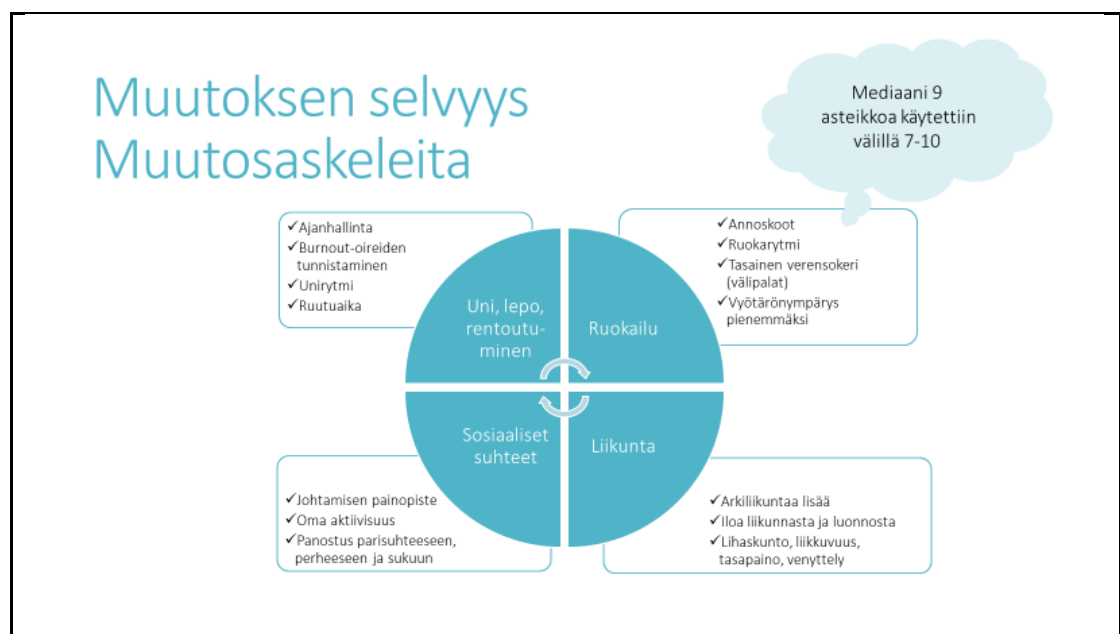 Muutoksen selvyys
Muutosaskeleita
Mediaani 9
asteikkoa käytettiin
välillä 7-10
✓Ajanhallinta
✓Burnout-oireiden
tunnistaminen
✓Unirytmi
✓Ruutuaika
✓Annoskoot
✓Ruokarytmi
✓Tasainen verensokeri
(välipalat)
✓Vyötärönympärys
pienemmäksi
Uni, lepo,
rentoutu-
minen
Ruokailu
Sosiaaliset
suhteet
Liikunta
✓Johtamisen painopiste
✓Oma aktiivisuus
✓Panostus parisuhteeseen,
perheeseen ja sukuun
✓Arkiliikuntaa lisää
✓Iloa liikunnasta ja luonnosta
✓Lihaskunto, liikkuvuus,
tasapaino, venyttely